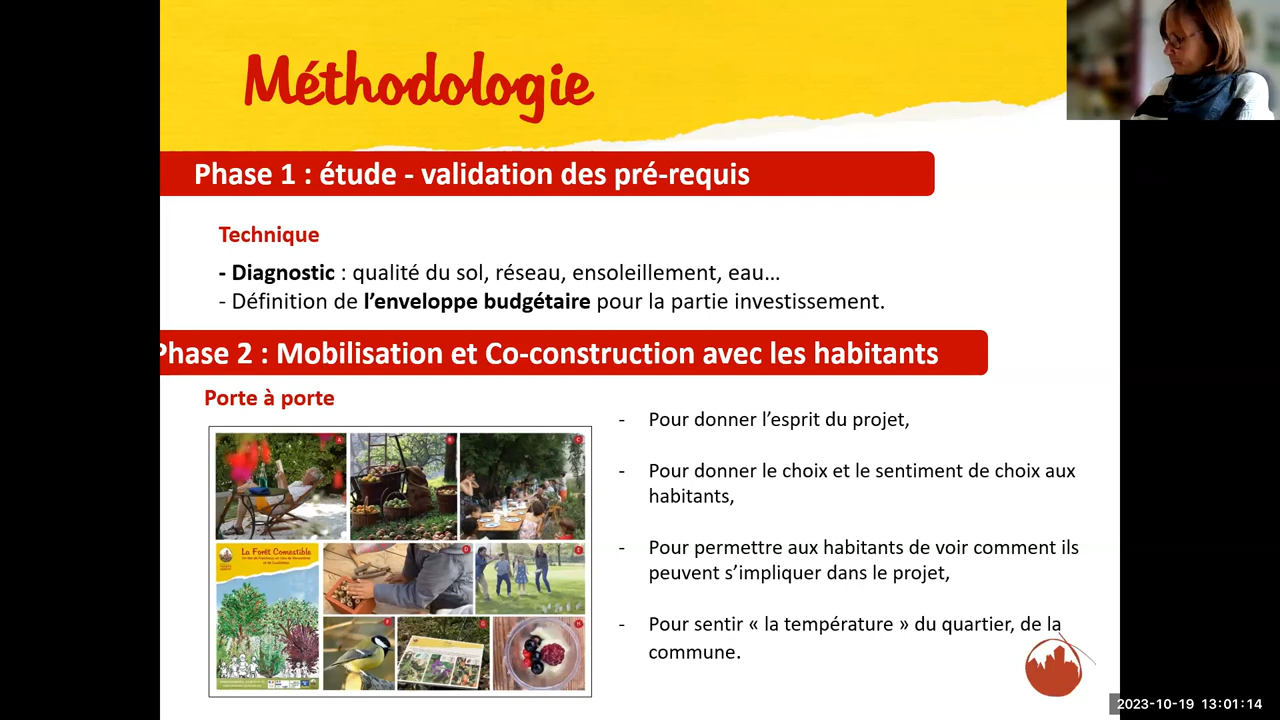 Méthodologie
Phase 1 : étude - validation des pré-requis
Technique
- Diagnostic : qualité du sol, réseau, ensoleillement, eau...
- Définition de l'enveloppe budgétaire pour la partie investissement.
Phase 2 : Mobilisation et Co-construction avec les habitants
Porte à porte
- Pour donner l'esprit du projet,
- Pour donner le choix et le sentiment de choix aux
habitants,
- Pour permettre aux habitants de voir comment ils
peuvent s'impliquer dans le projet,
- Pour sentir « la température » du quartier, de la
commune.
A
B
C
La Forêt Comestible
D
E
F
G
H
2023-10-19 13:01:14